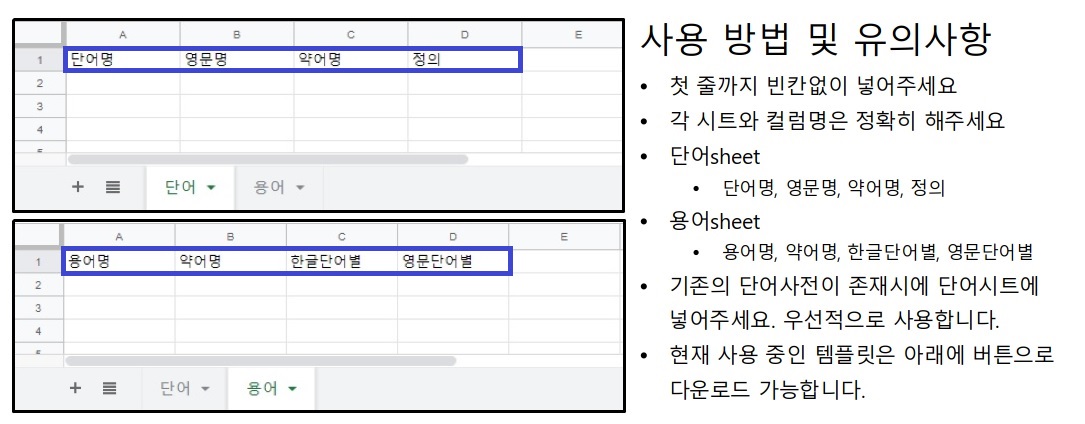 A B C D E
1 단어명 영문명 약어명 정의
2
3
4
5
+ 단어 용어
A B C D E
1 용어명 약어명 한글단어별 영문단어별
2
3
4
5
+ 단어 용어
사용 방법 및 유의사항
• 첫 줄까지 빈칸없이 넣어주세요
• 각 시트와 컬럼명은 정확히 해주세요
• 단어sheet
• 단어명, 영문명, 약어명, 정의
• 용어sheet
• 용어명, 약어명, 한글단어별, 영문단어별
• 기존의 단어사전이 존재시에 단어시트에
넣어주세요. 우선적으로 사용합니다.
• 현재 사용 중인 템플릿은 아래에 버튼으로
다운로드 가능합니다.